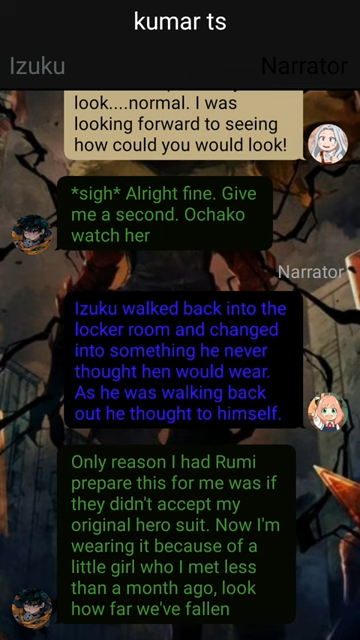 kumar ts
Izuku
Narrator
look....normal. I was
looking forward to seeing
how could you would look!
*sigh* Alright fine. Give
me a second. Ochako
watch her
Narrator
Izuku walked back into the
locker room and changed
into something he never
thought hen would wear.
As he was walking back
out he thought to himself.
Only reason I had Rumi
prepare this for me was if
they didn't accept my
original hero suit. Now I'm
wearing it because of a
little girl who I met less
than a month ago, look
how far we've fallen